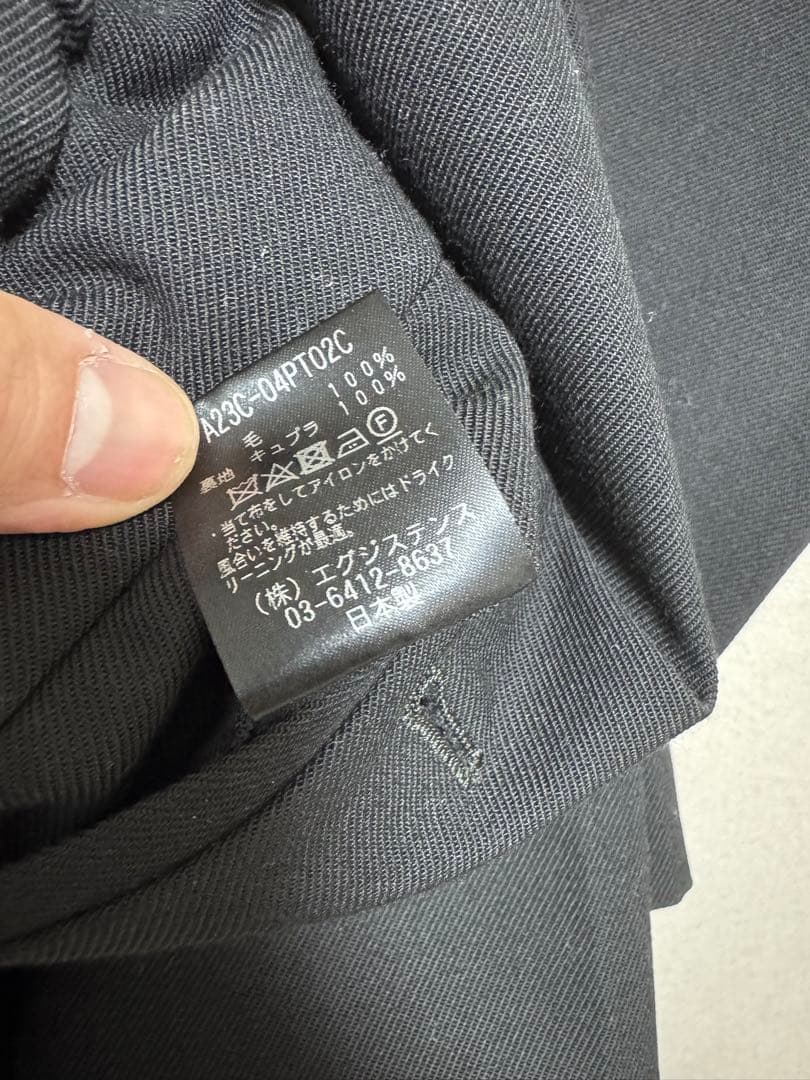 A23C-04PT02C
毛 100%
裏地 キュプラ 100%
当て布をしてアイロンをかけてく
ださい。
風合いを維持するためにはドライク
リーニングが最適。
(株) エグジステンス
03-6412-8637
日本製